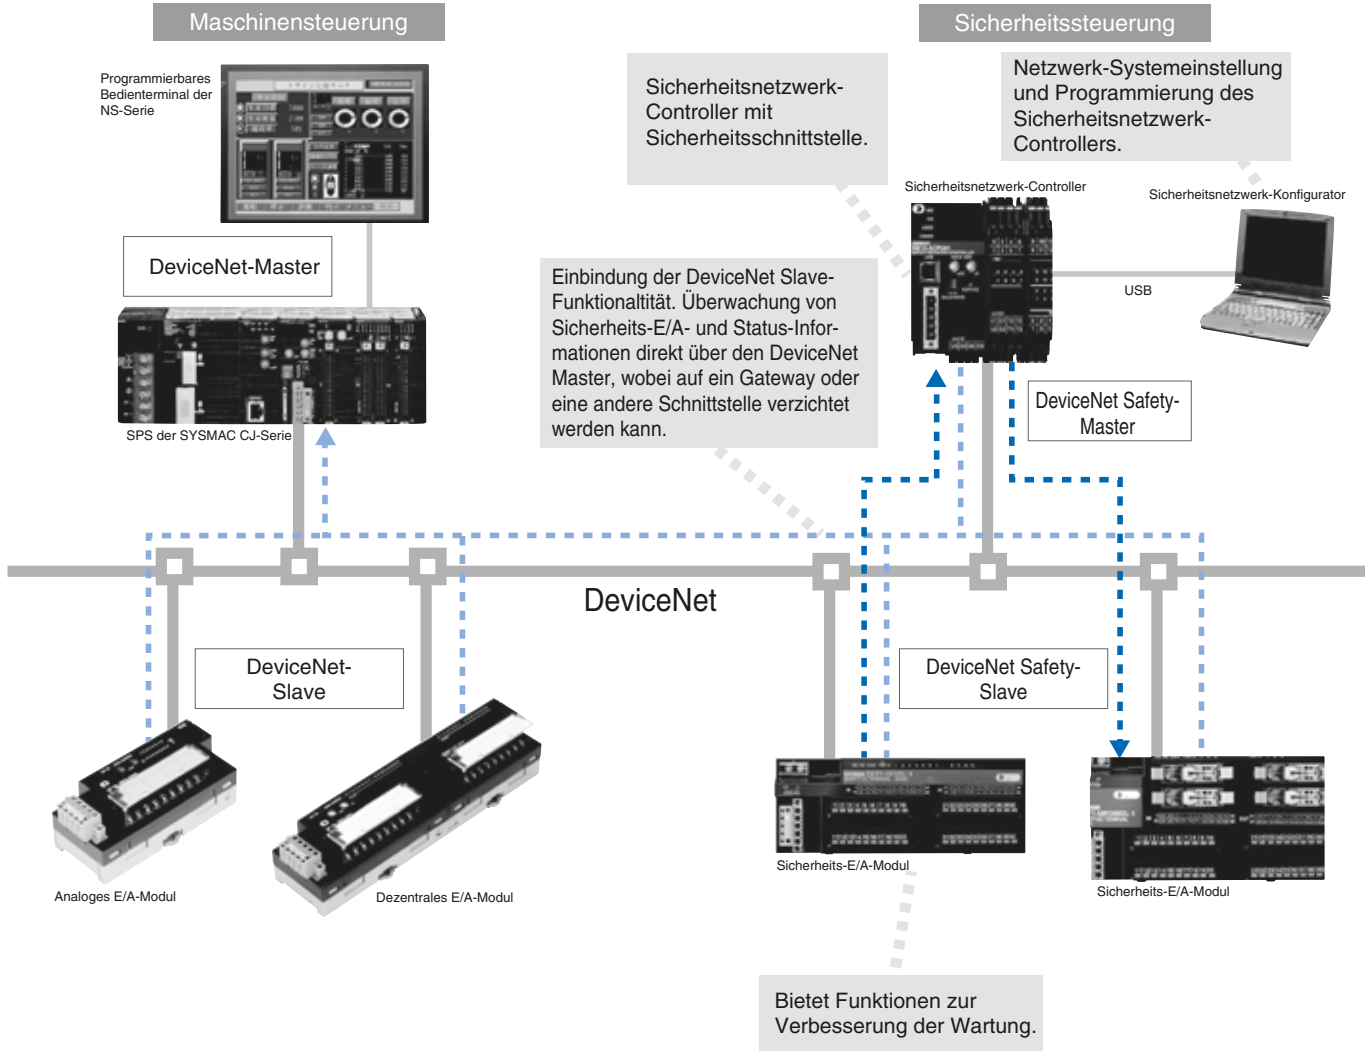 Maschinensteuerung
Sicherheitssteuerung
Programmierbares
Bedienterminal der
NS-Serie
Sicherheitsnetzwerk-
Controller mit
Sicherheitsschnittstelle.
Netzwerk-Systemeinstellung
und Programmierung des
Sicherheitsnetzwerk-
Controllers.
Sicherheitsnetzwerk-Controller
Sicherheitsnetzwerk-Konfigurator
DeviceNet-Master
Einbindung der DeviceNet Slave-
Funktionaltität. Überwachung von
Sicherheits-E/A- und Status-Infor-
mationen direkt über den DeviceNet
Master, wobei auf ein Gateway oder
eine andere Schnittstelle verzichtet
werden kann.
USB
SPS der SYSMAC CJ-Serie
DeviceNet Safety-
Master
DeviceNet
DeviceNet-
Slave
DeviceNet Safety-
Slave
Analoges E/A-Modul
Dezentrales E/A-Modul
Sicherheits-E/A-Modul
Sicherheits-E/A-Modul
Bietet Funktionen zur
Verbesserung der Wartung.